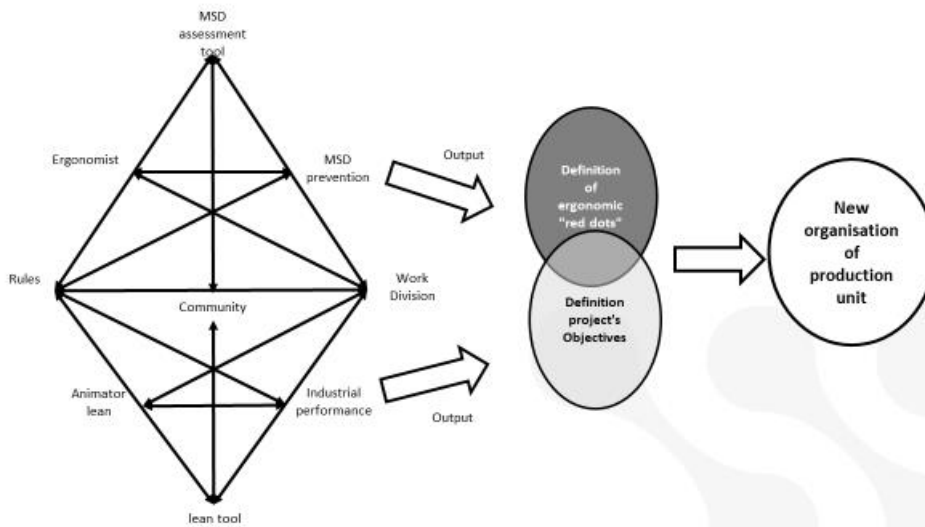 MSD
assessment
tool
Ergonomist
MSD
prevention
Output
Definition
of
ergonomic
"red dots"
New
organisation
of
production
unit
Rules
Community
Work
Division
Definition
project's
Objectives
Animator
lean
Industrial
performance
Output
lean tool